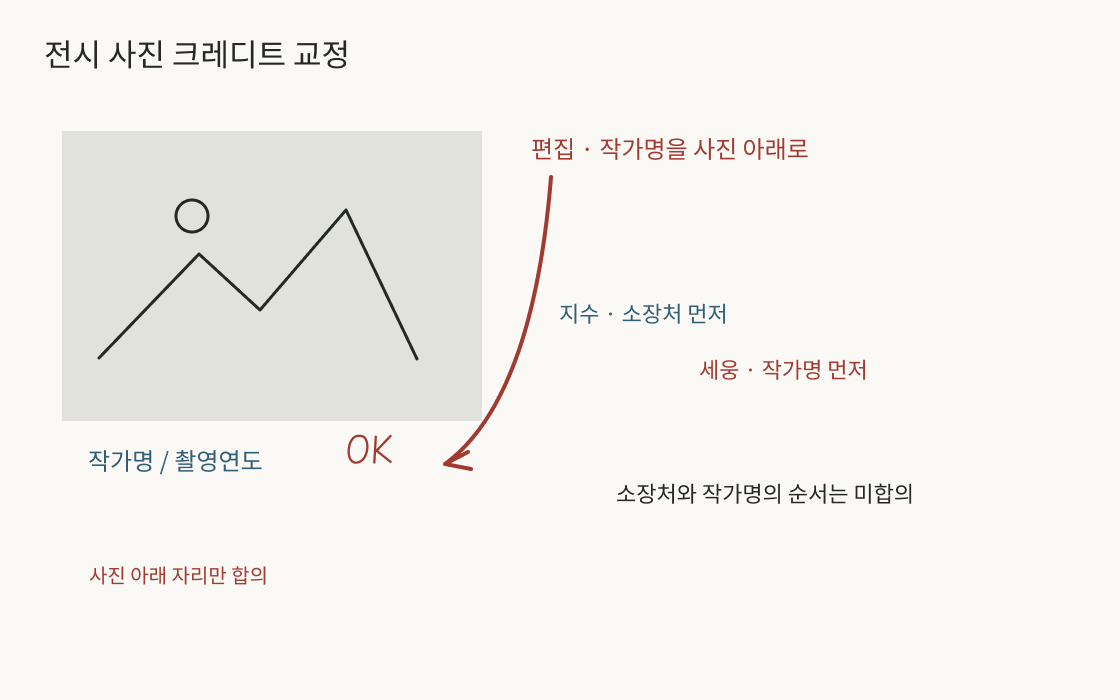 전시 사진 크레디트 교정
편집 · 작가명을 사진 아래로
지수 · 소장처 먼저
세웅 · 작가명 먼저
작가명 / 촬영연도
OK
소장처와 작가명의 순서는 미합의
사진 아래 자리만 합의